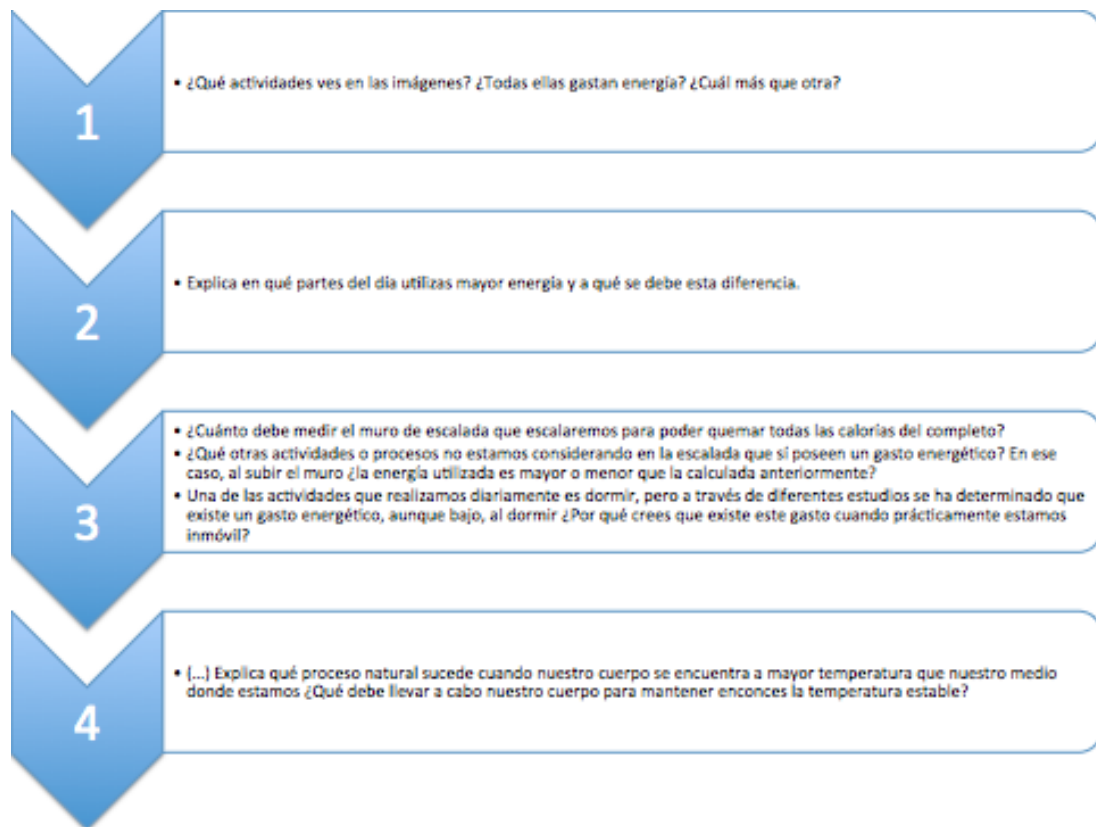 1
• ¿Qué actividades ves en las imágenes? ¿Todas ellas gastan energía? ¿Cuál más que otra?
2
• Explica en qué partes del día utilizas mayor energía y a qué se debe esta diferencia.
3
• ¿Cuánto debe medir el muro de escalada que escalaremos para poder quemar todas las calorías del completo?
• ¿Qué otras actividades o procesos no estamos considerando en la escalada que sí poseen un gasto energético? En ese
caso, al subir el muro ¿la energía utilizada es mayor o menor que la calculada anteriormente?
• Una de las actividades que realizamos diariamente es dormir, pero a través de diferentes estudios se ha determinado que
existe un gasto energético, aunque bajo, al dormir ¿Por qué crees que existe este gasto cuando prácticamente estamos
inmóvil?
4
• (...) Explica qué proceso natural sucede cuando nuestro cuerpo se encuentra a mayor temperatura que nuestro medio
donde estamos ¿Qué debe llevar a cabo nuestro cuerpo para mantener enconces la temperatura estable?